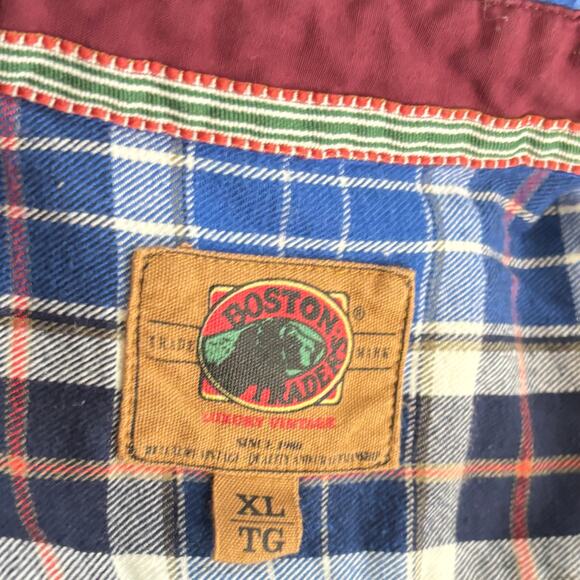 BOSTON
TRADERS
®
TRADE MARK
LUXURY VINTAGE
SINCE 1980
XL
TG